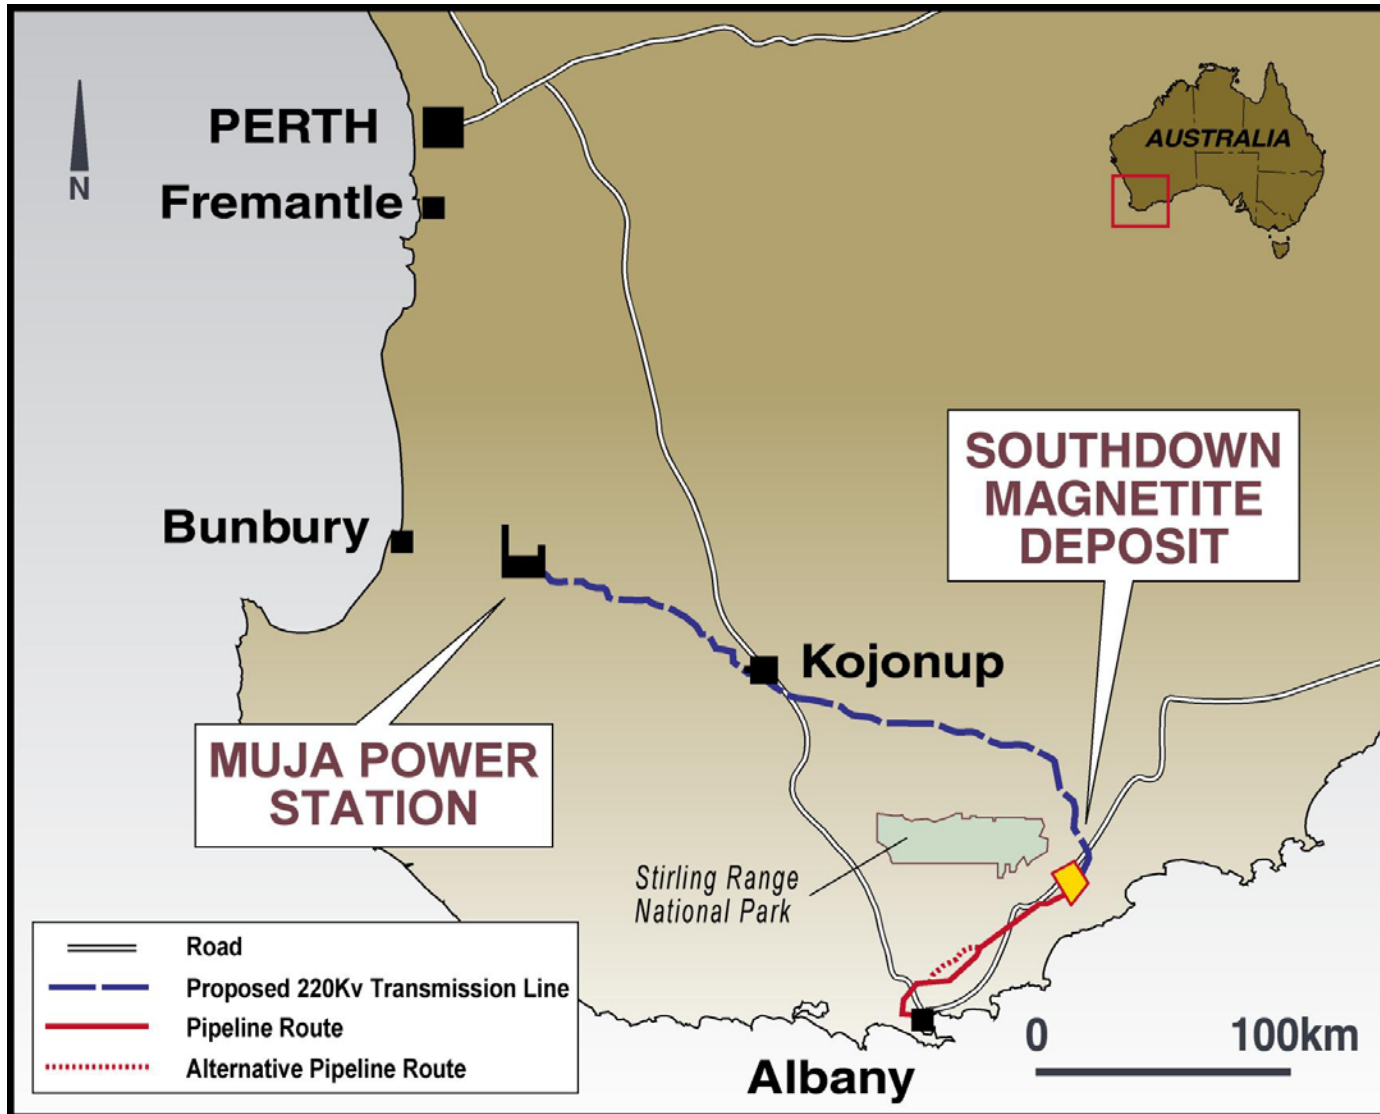 PERTH
AUSTRALIA
N
Fremantle
SOUTHDOWN
MAGNETITE
DEPOSIT
Bunbury
Kojonup
MUJA POWER
STATION
Stirling Range
National Park
Road
Proposed 220Kv Transmission Line
Pipeline Route
Alternative Pipeline Route
0 100km
Albany